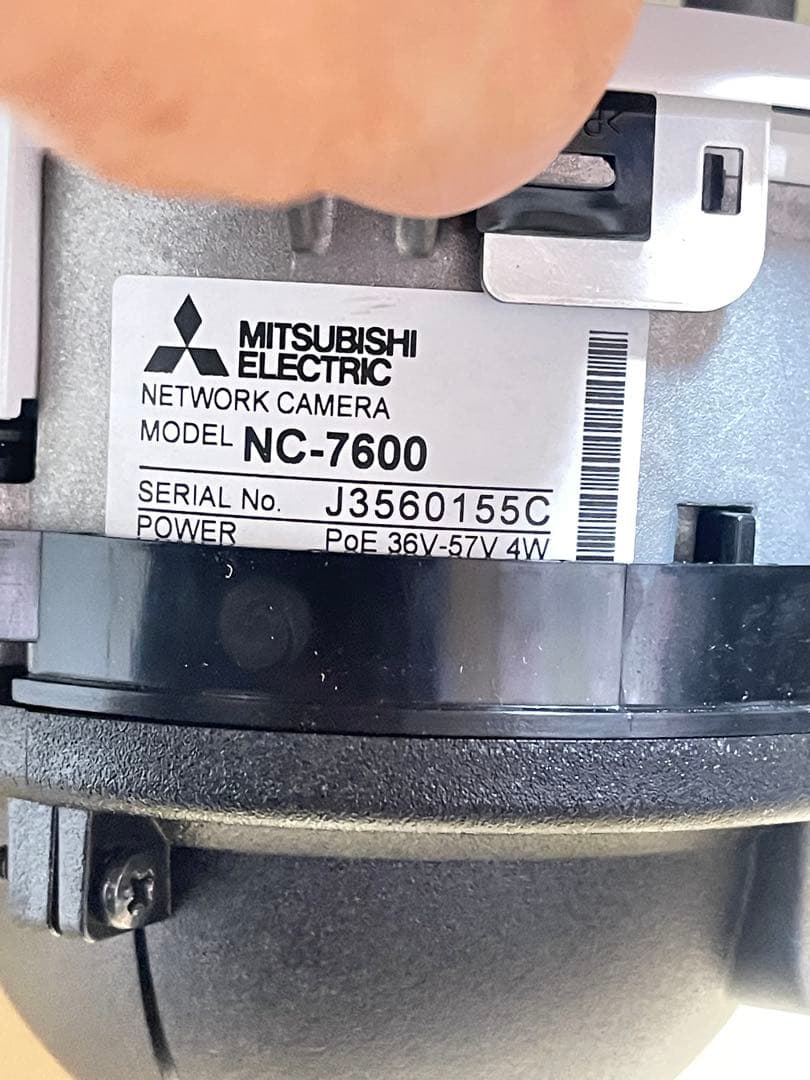 MITSUBISHI
ELECTRIC
NETWORK CAMERA
MODEL NC-7600
SERIAL No. J3560155C
POWER PoE 36V-57V 4W